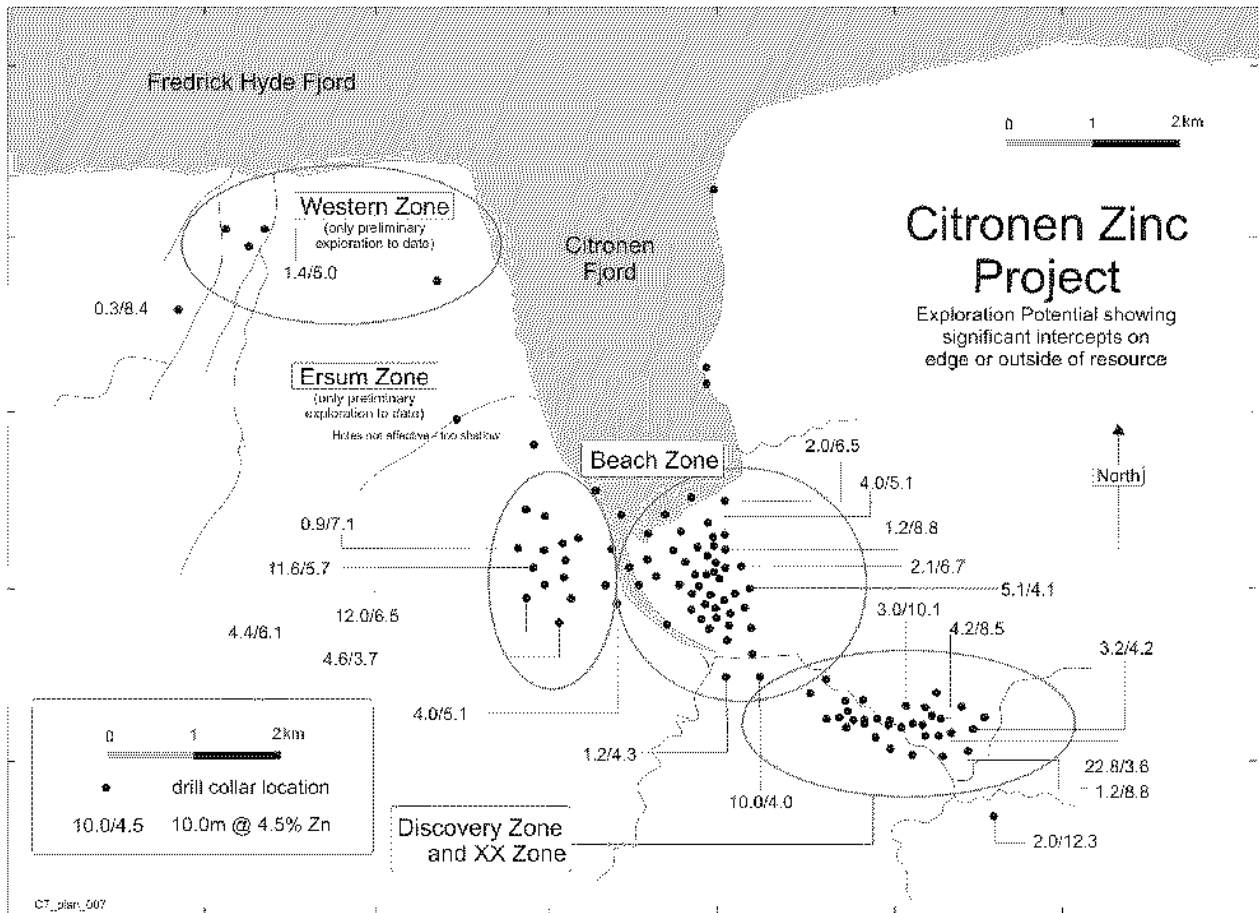 Fredrick Hyde Fjord
0 1 2km
Western Zone
(only preliminary
exploration to date)
1.4/5.0
0.3/8.4
Citronen
Fjord
Citronen Zinc
Project
Exploration Potential showing
significant intercepts on
edge or outside of resource
Ersum Zone
(only preliminary
exploration to date)
Holes not effective - too shallow
Beach Zone
North
2.0/6.5
4.0/5.1
1.2/8.8
2.1/6.7
5.1/4.1
0.9/7.1
11.6/5.7
12.0/6.5
4.4/6.1
4.6/3.7
4.0/5.1
3.0/10.1
4.2/8.5
3.2/4.2
1.2/4.3
10.0/4.0
22.8/3.6
1.2/8.8
2.0/12.3
Discovery Zone
and XX Zone
0 1 2km
drill collar location
10.0/4.5 10.0m @ 4.5% Zn
C7_plan_007